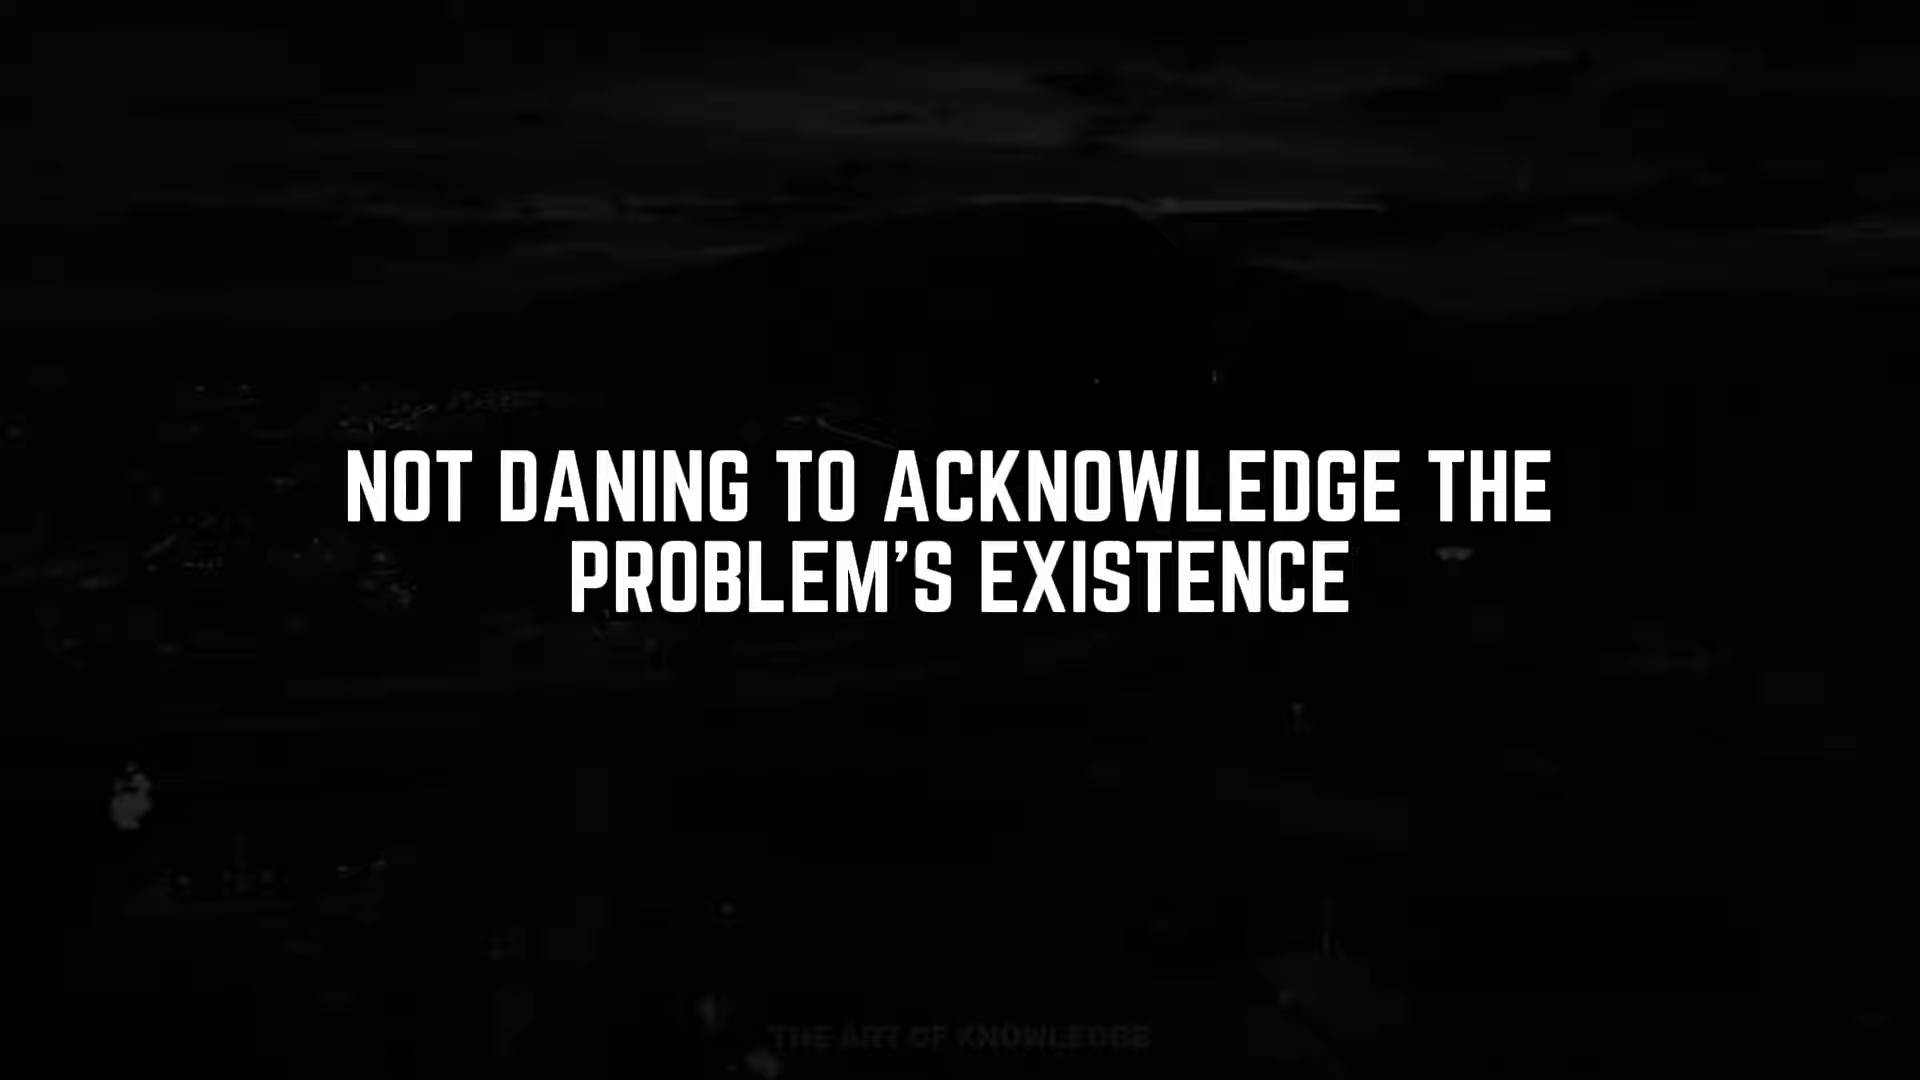 NOT DANING TO ACKNOWLEDGE THE
PROBLEM'S EXISTENCE
THE ART OF KNOWLEDGE